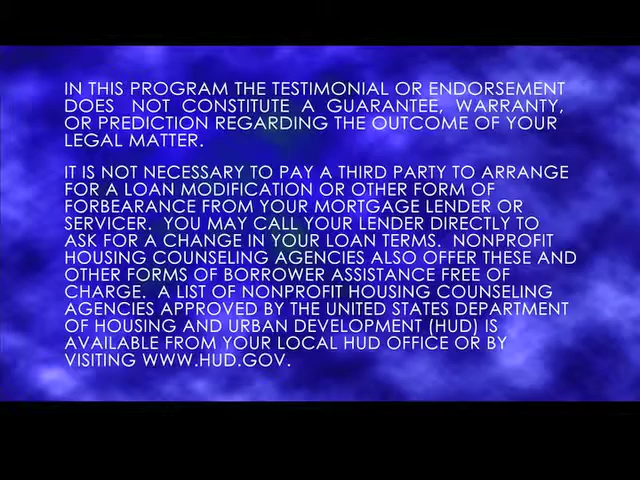 IN THIS PROGRAM THE TESTIMONIAL OR ENDORSEMENT
DOES NOT CONSTITUTE A GUARANTEE, WARRANTY,
OR PREDICTION REGARDING THE OUTCOME OF YOUR
LEGAL MATTER.
IT IS NOT NECESSARY TO PAY A THIRD PARTY TO ARRANGE
FOR A LOAN MODIFICATION OR OTHER FORM OF
FORBEARANCE FROM YOUR MORTGAGE LENDER OR
SERVICER. YOU MAY CALL YOUR LENDER DIRECTLY TO
ASK FOR A CHANGE IN YOUR LOAN TERMS. NONPROFIT
HOUSING COUNSELING AGENCIES ALSO OFFER THESE AND
OTHER FORMS OF BORROWER ASSISTANCE FREE OF
CHARGE. A LIST OF NONPROFIT HOUSING COUNSELING
AGENCIES APPROVED BY THE UNITED STATES DEPARTMENT
OF HOUSING AND URBAN DEVELOPMENT (HUD) IS
AVAILABLE FROM YOUR LOCAL HUD OFFICE OR BY
VISITING WWW.HUD.GOV.